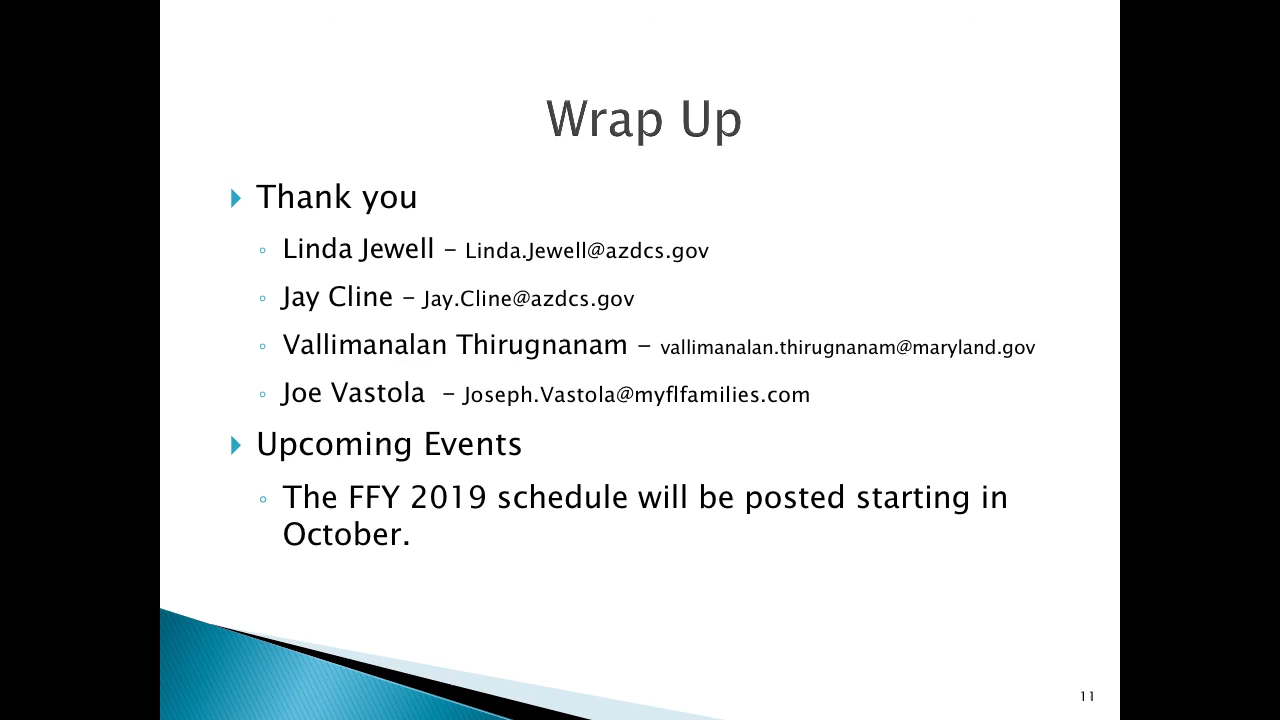 Wrap Up
Thank you
Linda Jewell – Linda.Jewell@azdcs.gov
Jay Cline – Jay.Cline@azdcs.gov
Vallimanalan Thirugnanam – vallimanalan.thirugnanam@maryland.gov
Joe Vastola – Joseph.Vastola@myflfamilies.com
Upcoming Events
The FFY 2019 schedule will be posted starting in
October.
11